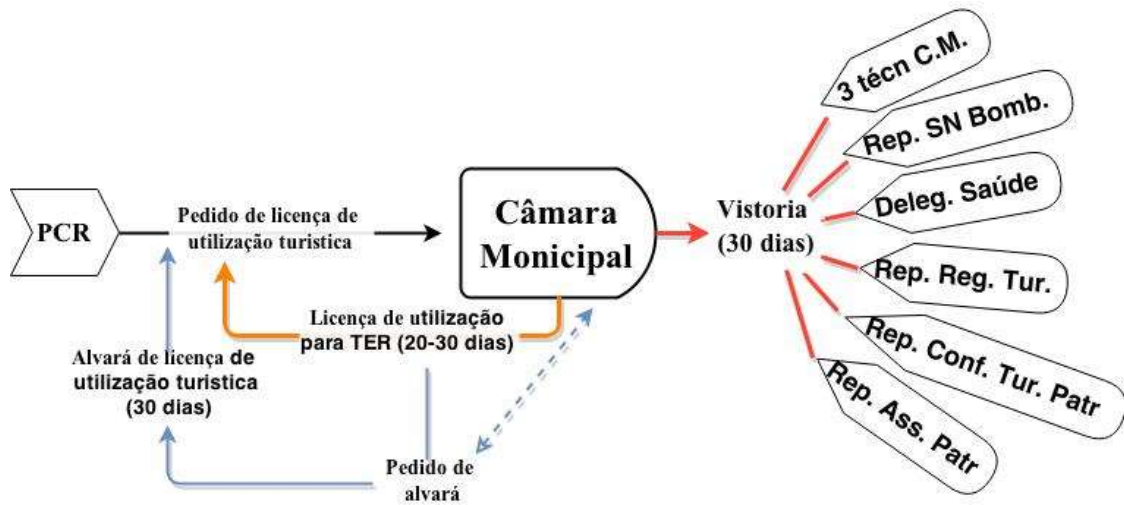 PCR
Pedido de licença de
utilização turistica
Câmara
Monicipal
Vistoria
(30 dias)
3 técn C.M.
Rep. SN Bomb.
Deleg. Saúde
Rep. Reg. Tur.
Rep. Conf. Tur. Patr
Rep. Ass. Patr
Licença de utilização
para TER (20-30 dias)
Alvará de licença de
utilização turistica
(30 dias)
Pedido de
alvará